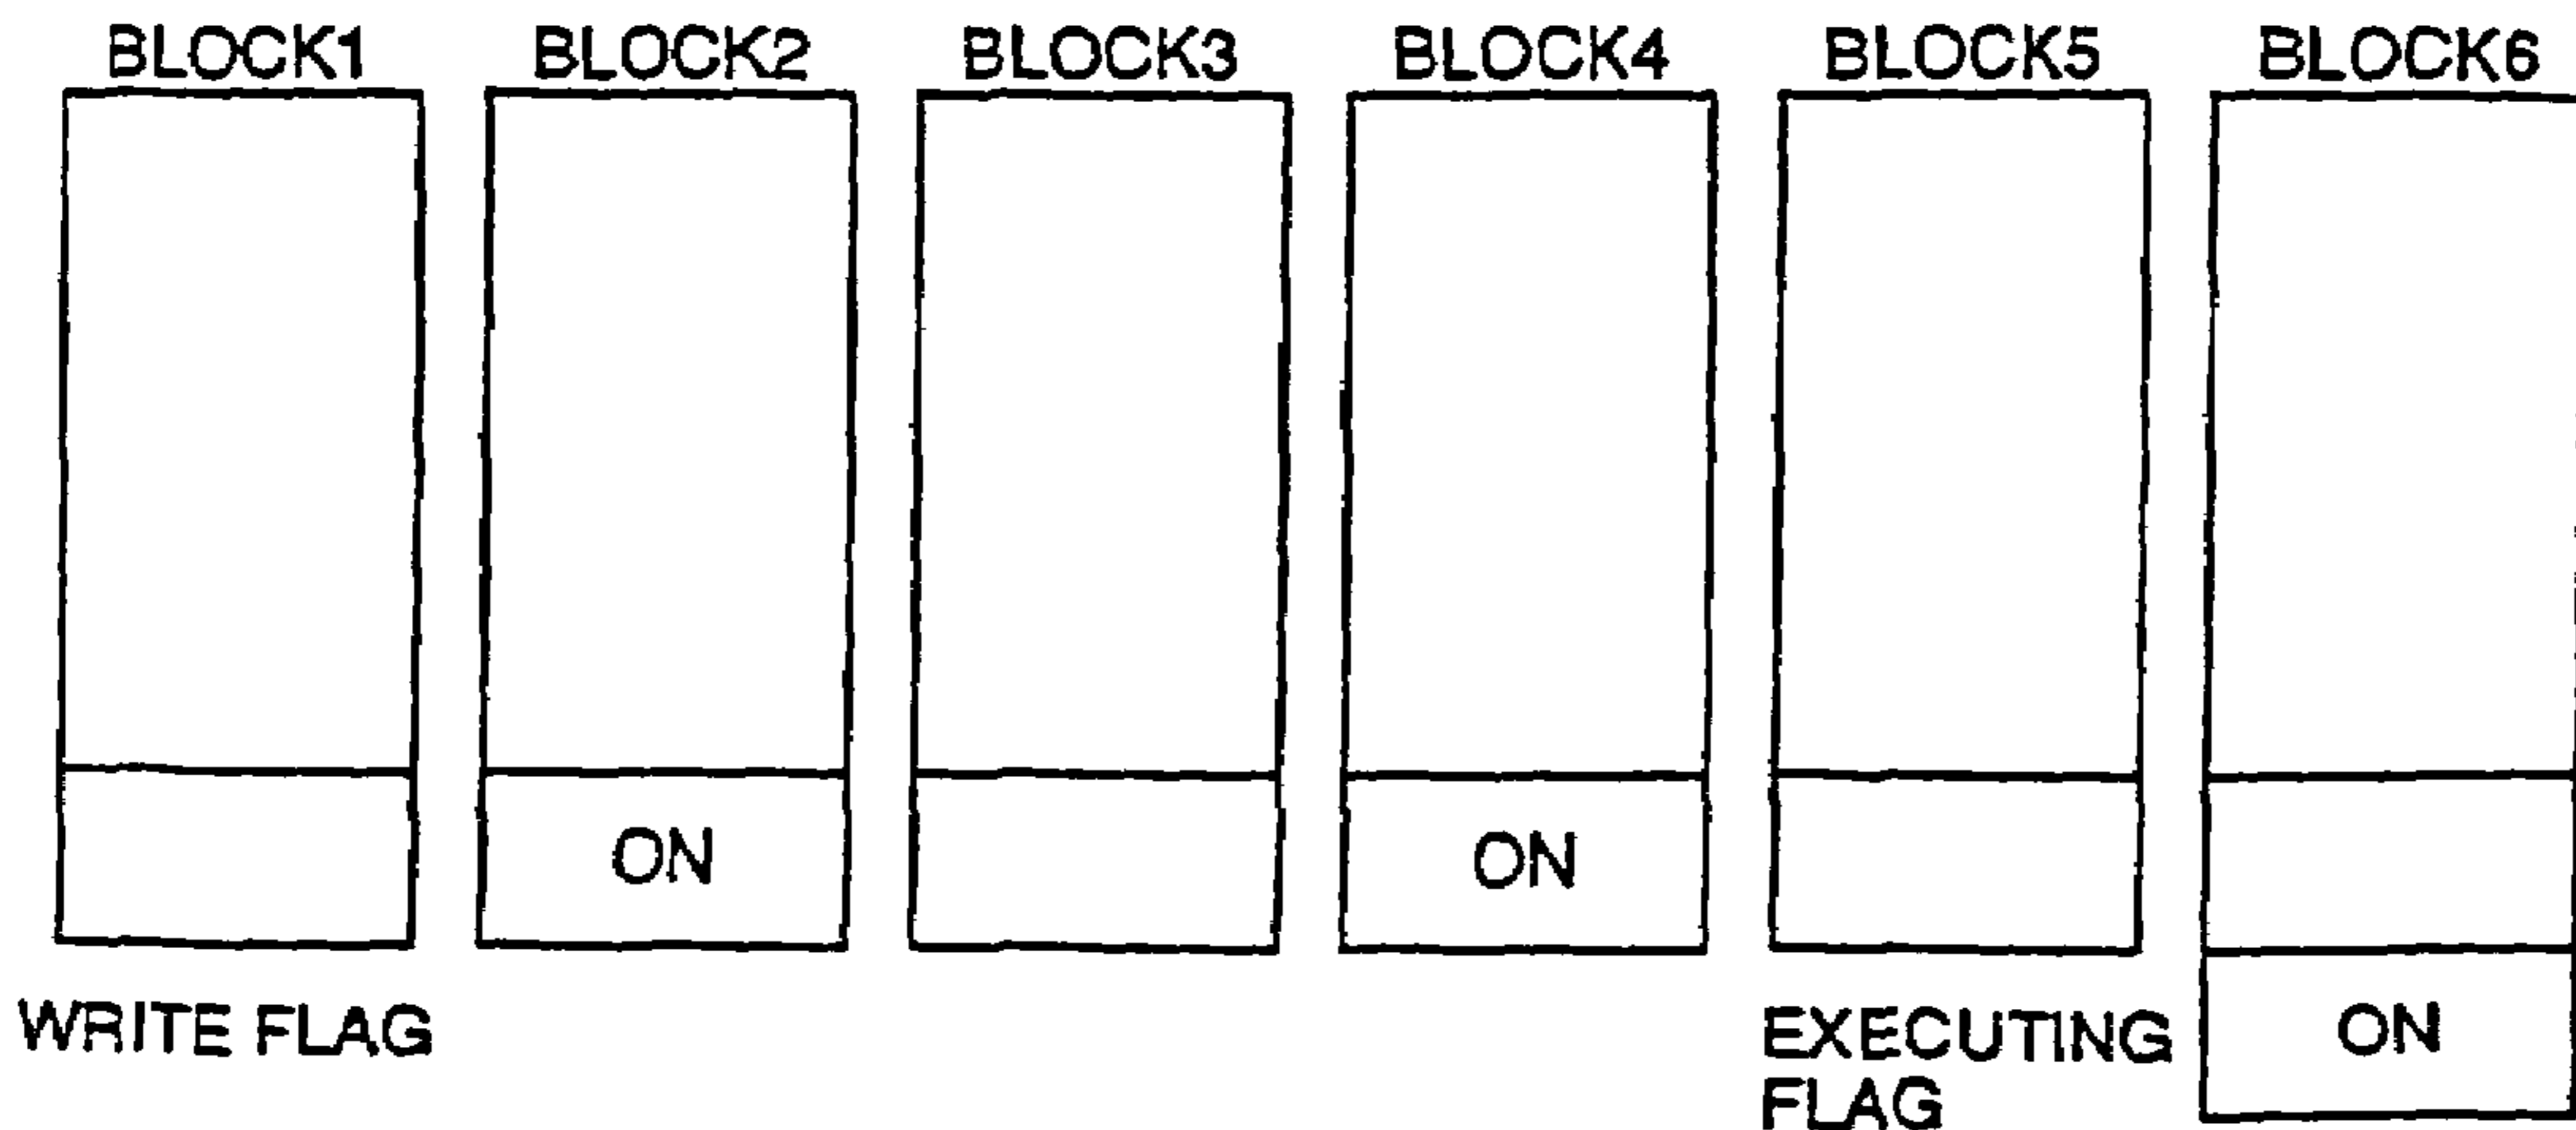 BLOCK1 BLOCK2 BLOCK3 BLOCK4 BLOCK5 BLOCK6
ON ON
WRITE FLAG
EXECUTING
FLAG
ON